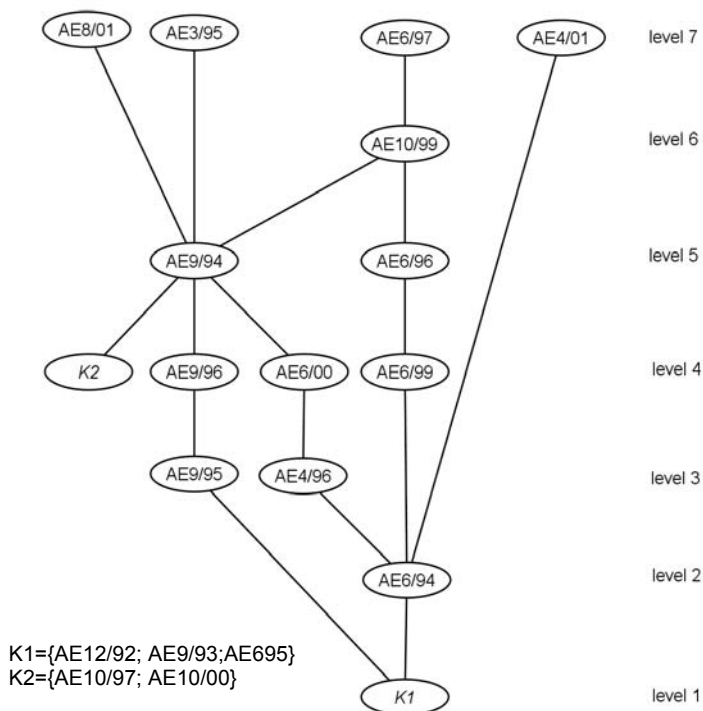 AE8/01 AE3/95 AE6/97 AE4/01 level 7
AE10/99 level 6
AE9/94 AE6/96 level 5
K2 AE9/96 AE6/00 AE6/99 level 4
AE9/95 AE4/96 level 3
AE6/94 level 2
K1={AE12/92; AE9/93;AE695}
K2={AE10/97; AE10/00}
K1 level 1